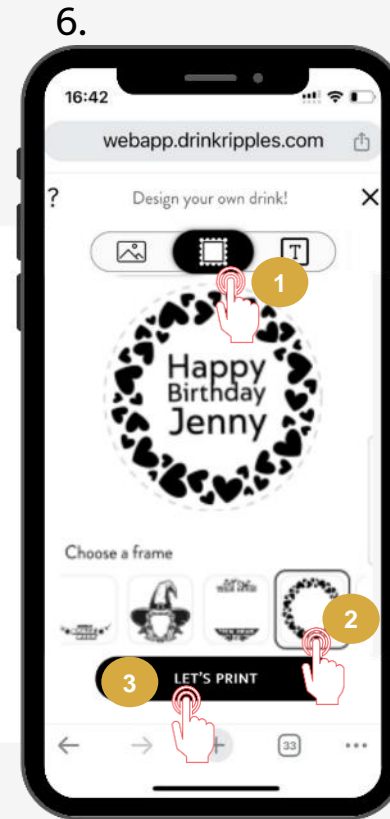 6.
16:42
webapp.drinkripples.com
? Design your own drink! X
T
1
Happy
Birthday
Jenny
Choose a frame
2
3 LET'S PRINT
33